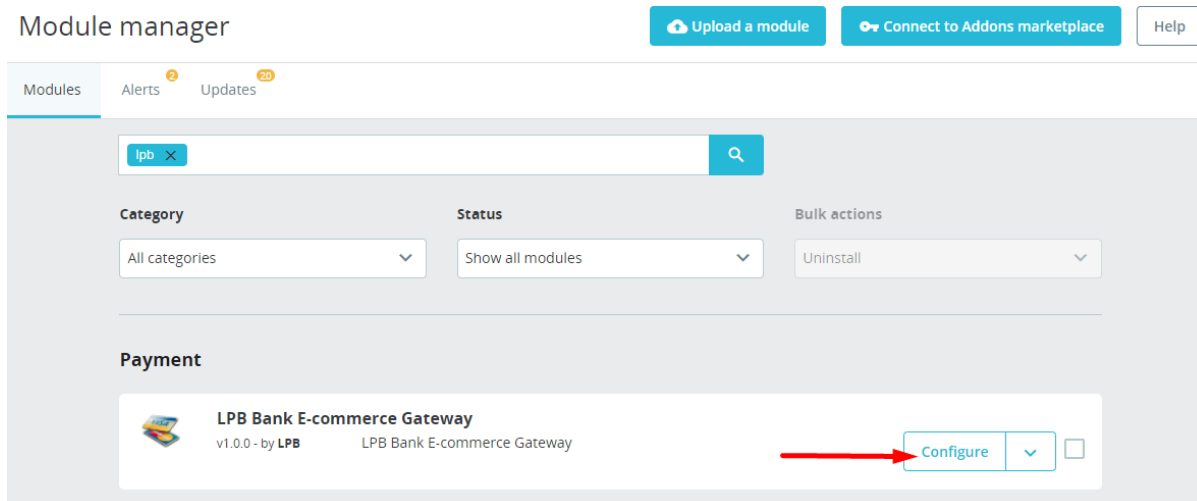 Module manager
Upload a module
Connect to Addons marketplace
Help
Modules
Alerts 2
Updates 20
lpb
Category
Status
Bulk actions
All categories
Show all modules
Uninstall
Payment
LPB Bank E-commerce Gateway
v1.0.0 - by LPB LPB Bank E-commerce Gateway
Configure